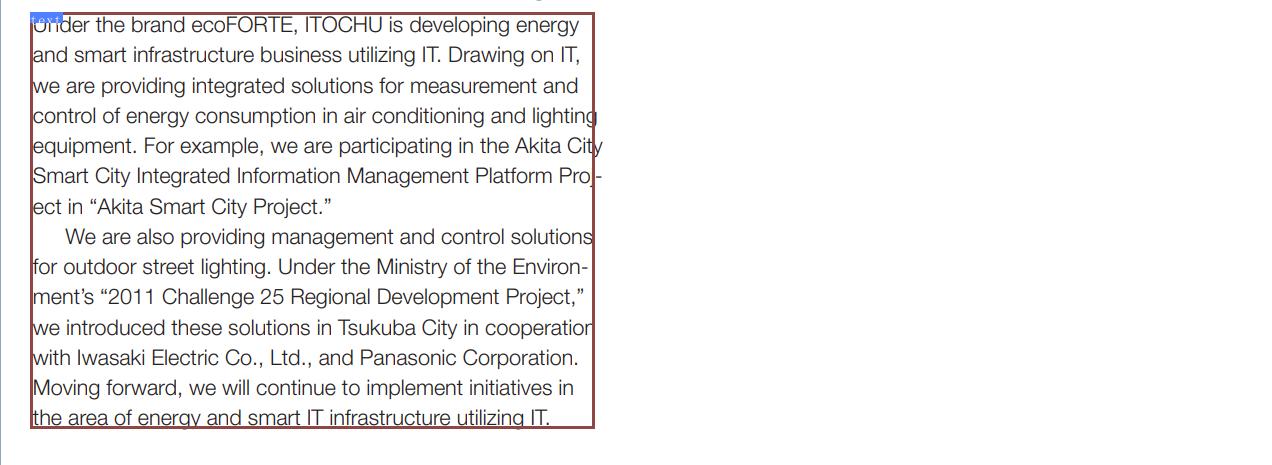 text
Under the brand ecoFORTE, ITOCHU is developing energy
and smart infrastructure business utilizing IT. Drawing on IT,
we are providing integrated solutions for measurement and
control of energy consumption in air conditioning and lighting
equipment. For example, we are participating in the Akita City
Smart City Integrated Information Management Platform Proj-
ect in “Akita Smart City Project.”
We are also providing management and control solutions
for outdoor street lighting. Under the Ministry of the Environ-
ment’s “2011 Challenge 25 Regional Development Project,”
we introduced these solutions in Tsukuba City in cooperation
with Iwasaki Electric Co., Ltd., and Panasonic Corporation.
Moving forward, we will continue to implement initiatives in
the area of energy and smart IT infrastructure utilizing IT.